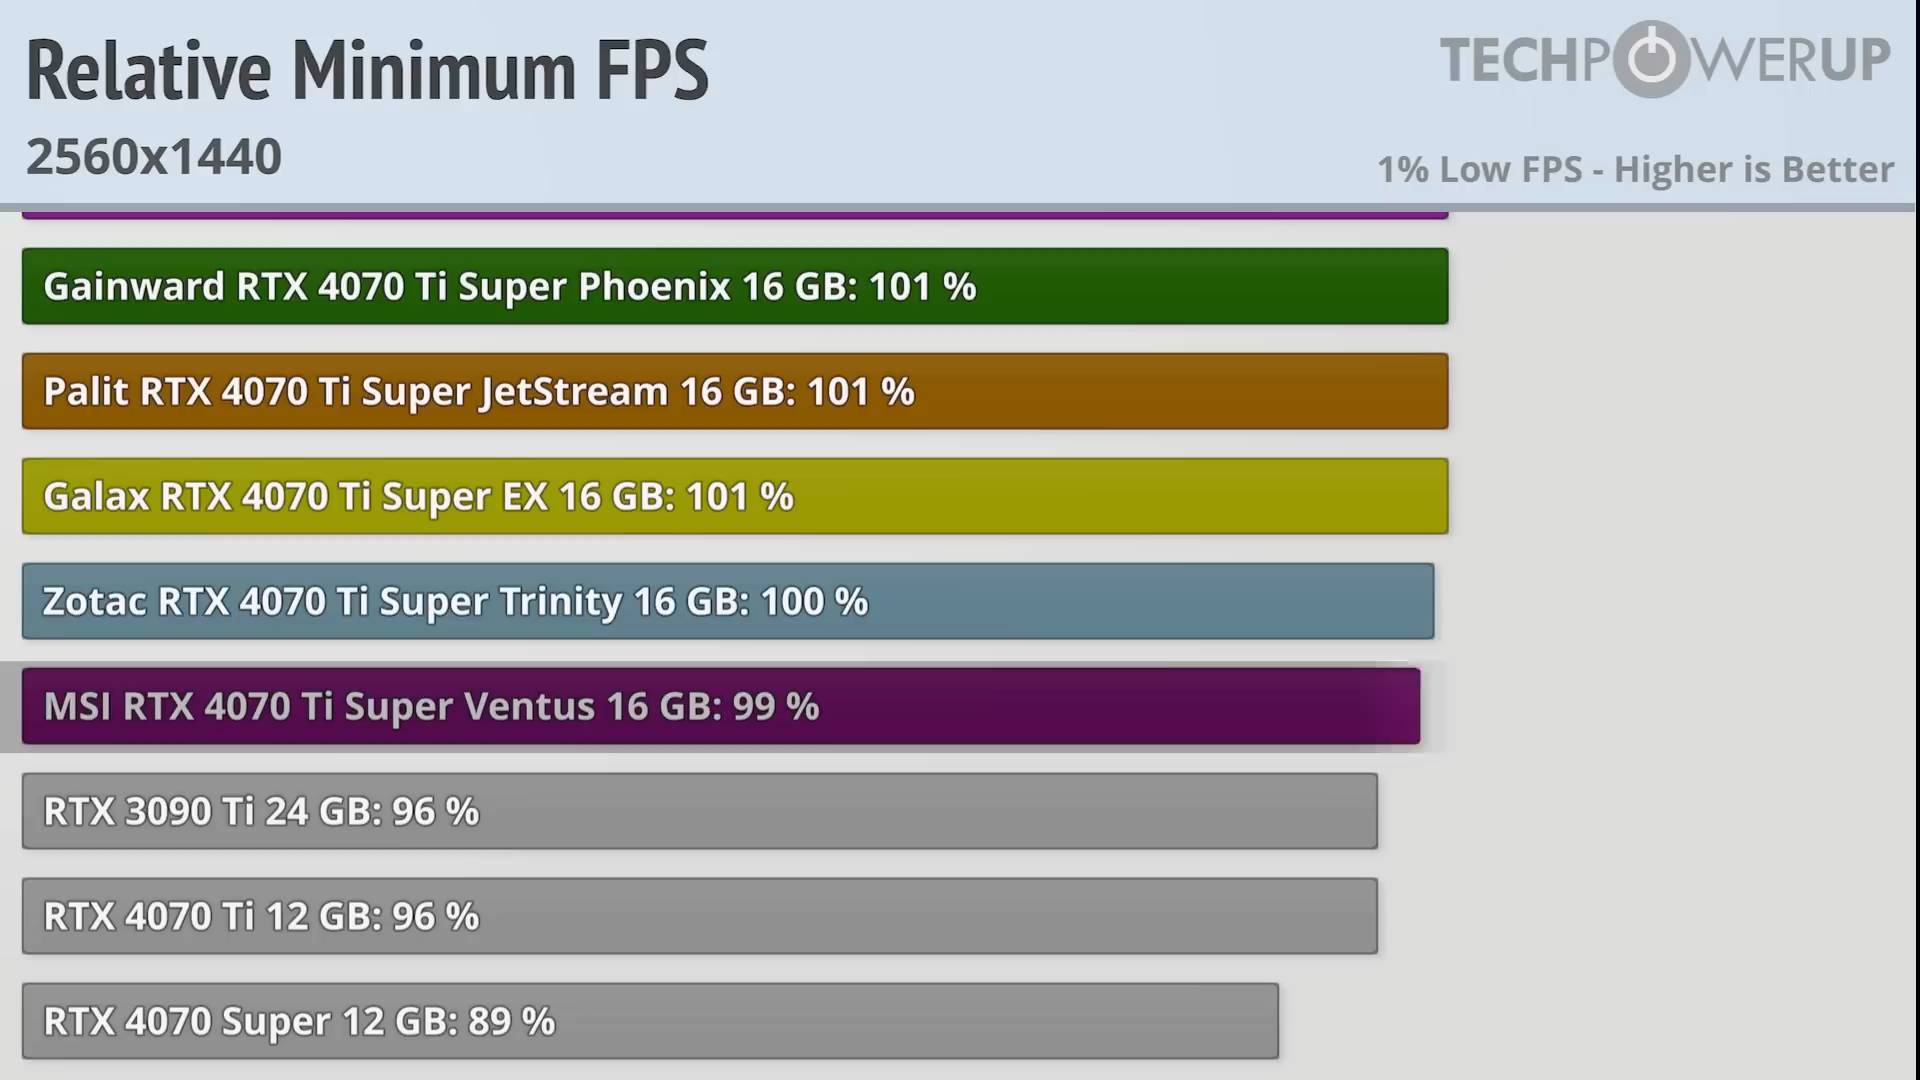 Relative Minimum FPS
TECHPOWERUP
2560x1440
1% Low FPS - Higher is Better
Gainward RTX 4070 Ti Super Phoenix 16 GB: 101 %
Palit RTX 4070 Ti Super JetStream 16 GB: 101 %
Galax RTX 4070 Ti Super EX 16 GB: 101 %
Zotac RTX 4070 Ti Super Trinity 16 GB: 100 %
MSI RTX 4070 Ti Super Ventus 16 GB: 99 %
RTX 3090 Ti 24 GB: 96 %
RTX 4070 Ti 12 GB: 96 %
RTX 4070 Super 12 GB: 89 %